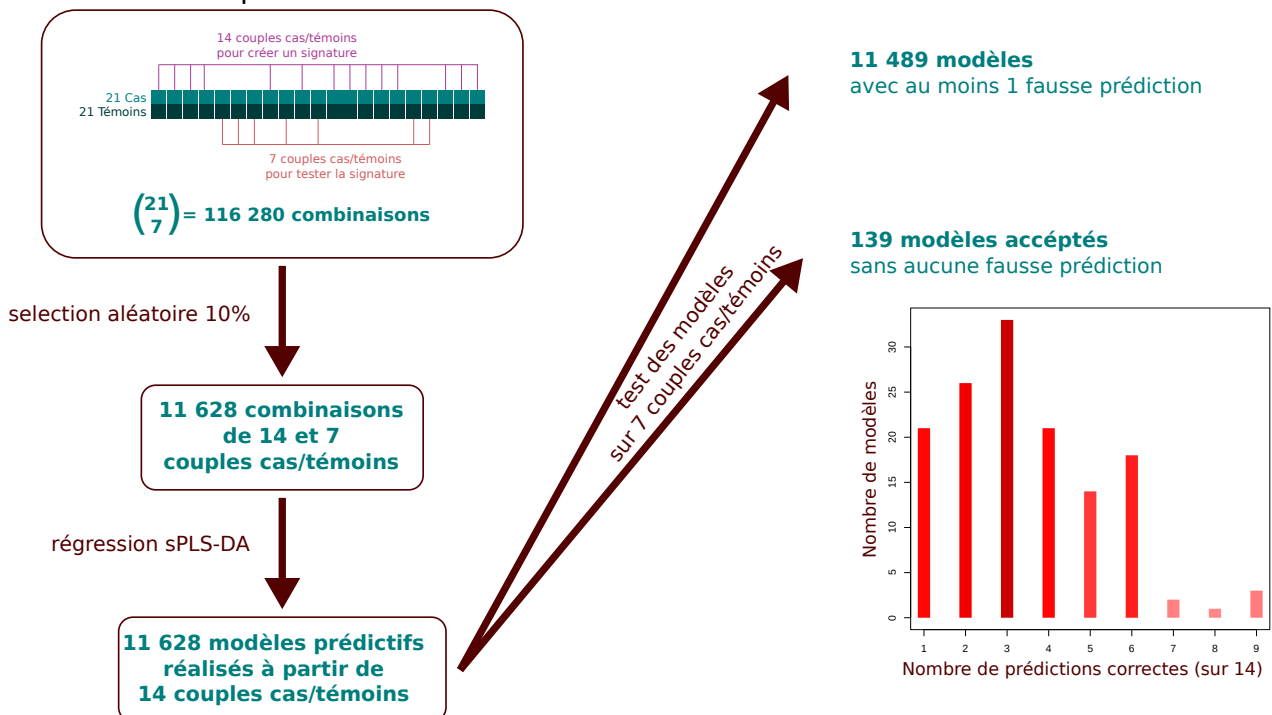 14 couples cas/témoins
pour créer un signature
21 Cas
21 Témoins
7 couples cas/témoins
pour tester la signature
(21 7) = 116 280 combinaisons
selection aléatoire 10%
11 628 combinaisons
de 14 et 7
couples cas/témoins
régression sPLS-DA
11 628 modèles prédictifs
réalisés à partir de
14 couples cas/témoins
test des modèles
sur 7 couples cas/témoins
11 489 modèles
avec au moins 1 fausse prédiction
139 modèles accéptés
sans aucune fausse prédiction
Nombre de modèles
30
25
20
15
10
5
0
1 2 3 4 5 6 7 8 9
Nombre de prédictions correctes (sur 14)